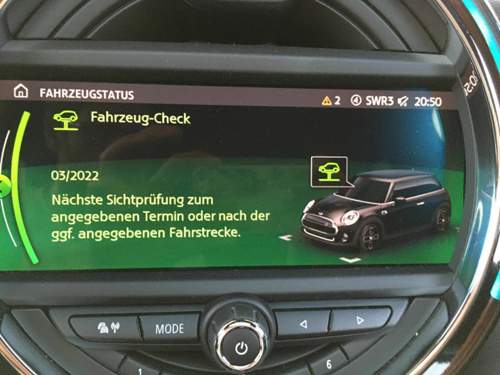 FAHRZEUGSTATUS 2 SWR3 20:50
Fahrzeug-Check
03/2022
Nächste Sichtprüfung zum
angegebenen Termin oder nach der
ggf. angegebenen Fahrstrecke.
MODE
1 6